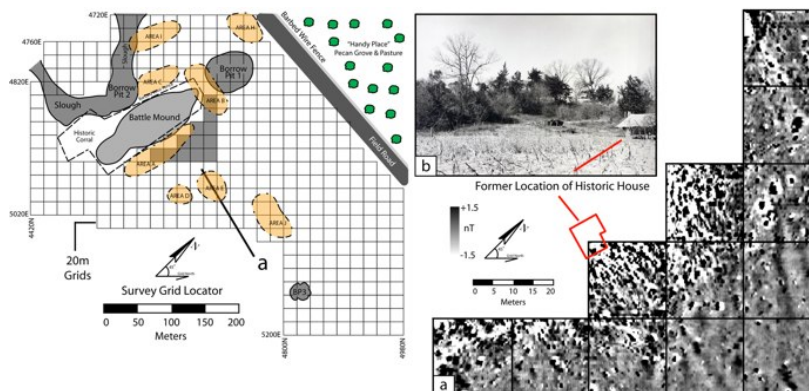 4720E
4760E
4820E
5020E
4420N
AREA I
AREA H
Slough
Borrow
Pit 2
AREA C
Borrow
Pit 1
AREA B
Slough
Battle Mound
Historic
Corral
AREA A
AREA D
AREA E
AREA J
Barbed Wire Fence
Field Road
"Handy Place"
Pecan Grove & Pasture
a
20m
Grids
Survey Grid Locator
0 50 100 150 200
Meters
BP3
5200E
4800N
4980N
b
Former Location of Historic House
+1.5
nT
-1.5
0 5 10 15 20
Meters
a